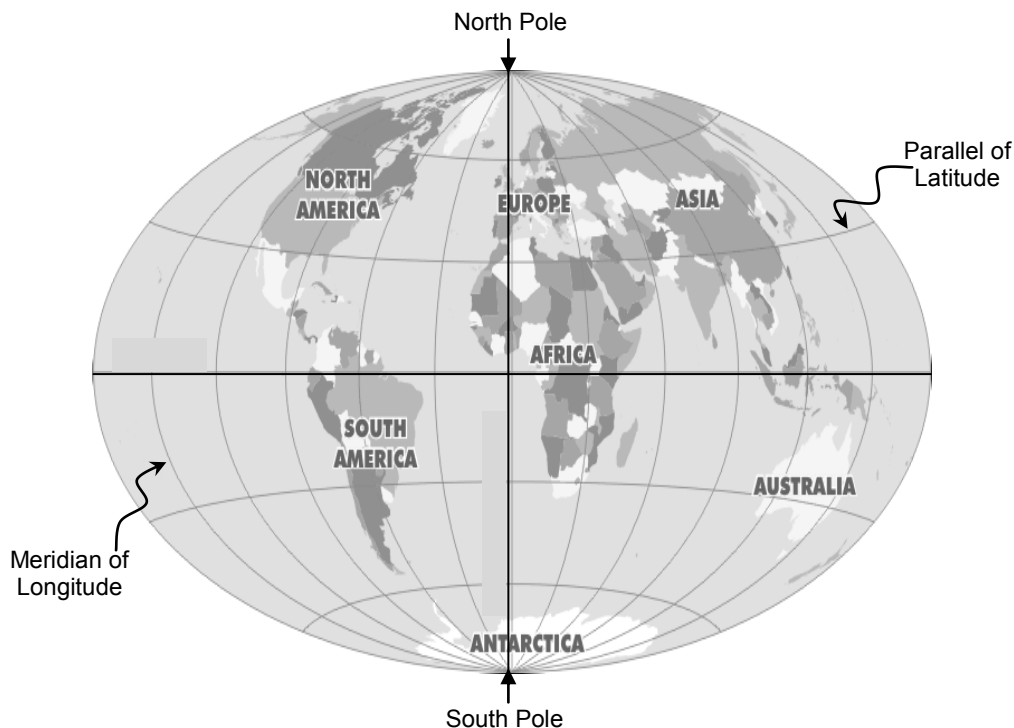 North Pole
Parallel of
Latitude
NORTH
AMERICA
EUROPE
ASIA
AFRICA
SOUTH
AMERICA
AUSTRALIA
Meridian of
Longitude
ANTARCTICA
South Pole